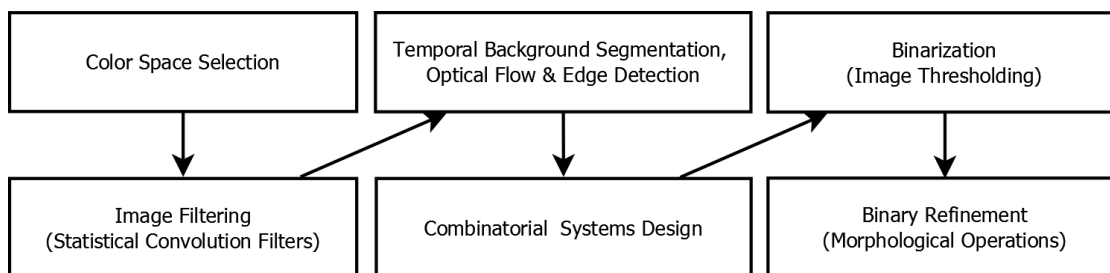 Color Space Selection
Image Filtering
(Statistical Convolution Filters)
Temporal Background Segmentation,
Optical Flow & Edge Detection
Combinatorial Systems Design
Binarization
(Image Thresholding)
Binary Refinement
(Morphological Operations)